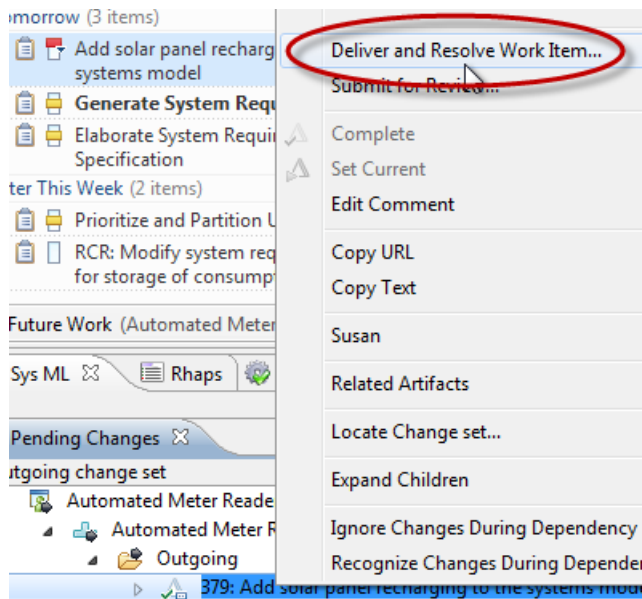 omorrow (3 items)
Add solar panel recharg
systems model
Generate System Requ
Elaborate System Requir
Specification
ter This Week (2 items)
Prioritize and Partition U
RCR: Modify system req
for storage of consump
Future Work (Automated Meter
Sys ML
Rhaps
Pending Changes
utgoing change set
Automated Meter Reade
Automated Meter R
Outgoing
379: Add solar panel recharging to the systems mod
Deliver and Resolve Work Item...
Submit for Review...
Complete
Set Current
Edit Comment
Copy URL
Copy Text
Susan
Related Artifacts
Locate Change set...
Expand Children
Ignore Changes During Dependency
Recognize Changes During Depende